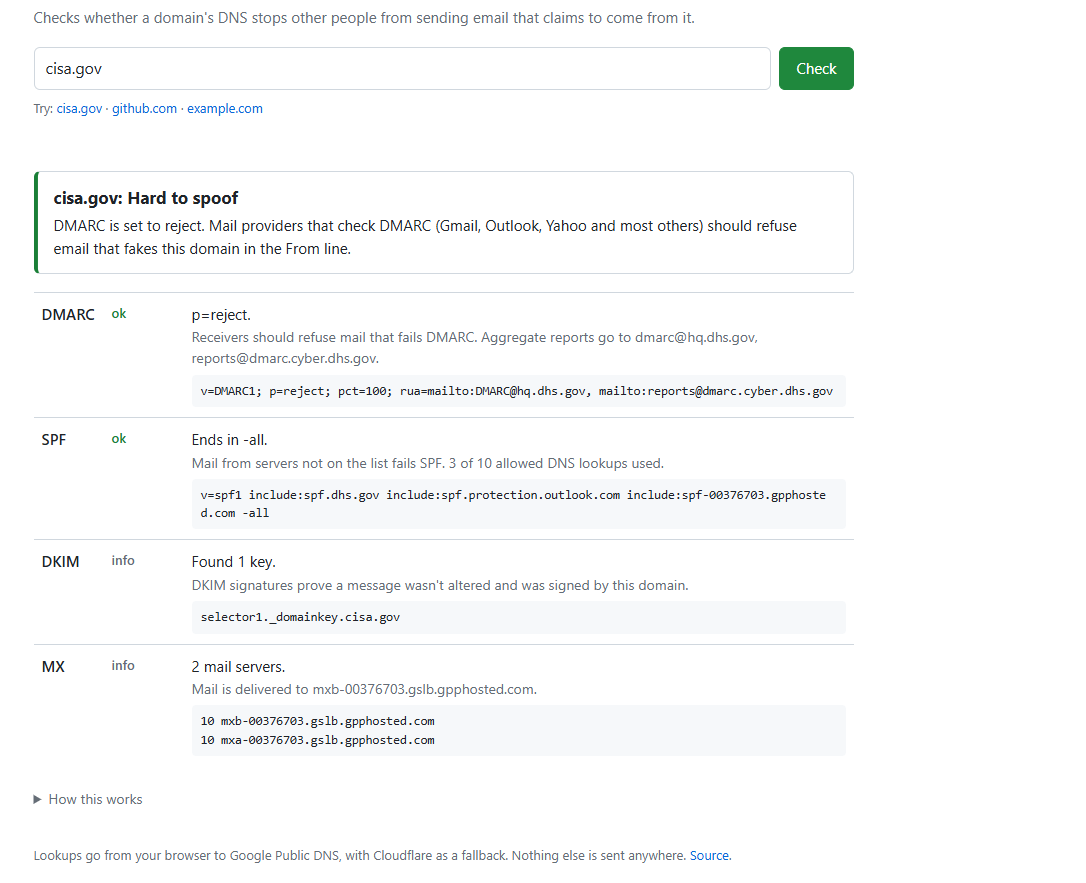 Checks whether a domain's DNS stops other people from sending email that claims to come from it.
cisa.gov
Check
Try: cisa.gov · github.com · example.com
cisa.gov: Hard to spoof
DMARC is set to reject. Mail providers that check DMARC (Gmail, Outlook, Yahoo and most others) should refuse
email that fakes this domain in the From line.
DMARC ok p=reject.
Receivers should refuse mail that fails DMARC. Aggregate reports go to dmarc@hq.dhs.gov,
reports@dmarc.cyber.dhs.gov.
v=DMARC1; p=reject; pct=100; rua=mailto:DMARC@hq.dhs.gov, mailto:reports@dmarc.cyber.dhs.gov
SPF ok Ends in -all.
Mail from servers not on the list fails SPF. 3 of 10 allowed DNS lookups used.
v=spf1 include:spf.dhs.gov include:spf.protection.outlook.com include:spf-00376703.gpphoste
d.com -all
DKIM info Found 1 key.
DKIM signatures prove a message wasn't altered and was signed by this domain.
selector1._domainkey.cisa.gov
MX info 2 mail servers.
Mail is delivered to mxb-00376703.gslb.gpphosted.com.
10 mxb-00376703.gslb.gpphosted.com
10 mxa-00376703.gslb.gpphosted.com
▶ How this works
Lookups go from your browser to Google Public DNS, with Cloudflare as a fallback. Nothing else is sent anywhere. Source.